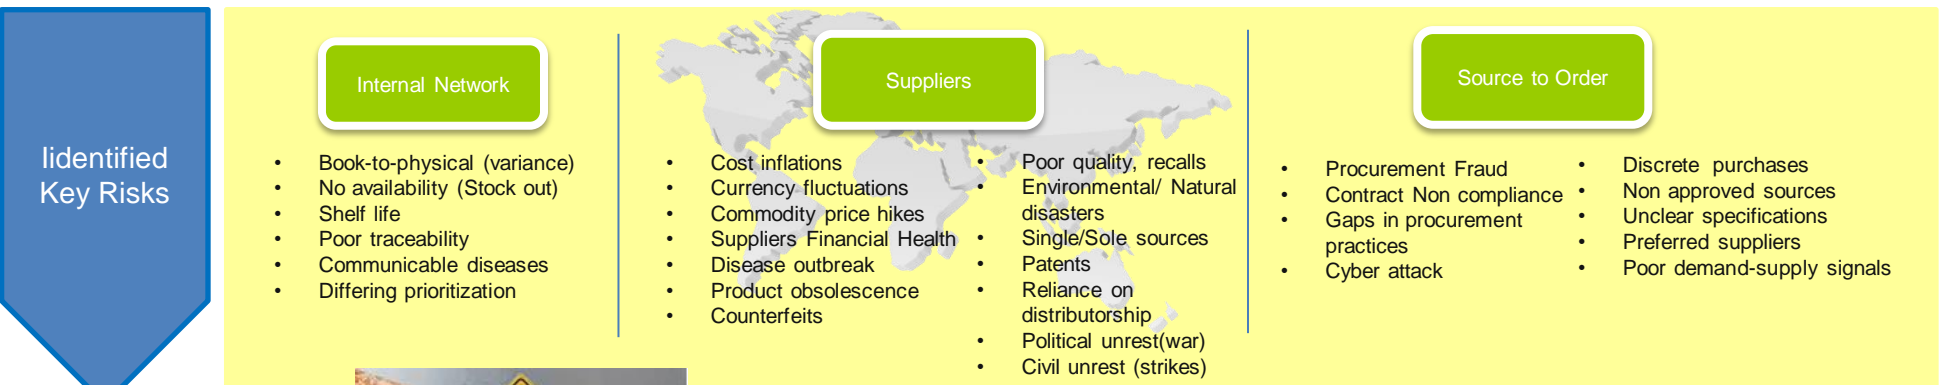 Iidentified
Key Risks
Internal Network
• Book-to-physical (variance)
• No availability (Stock out)
• Shelf life
• Poor traceability
• Communicable diseases
• Differing prioritization
Suppliers
• Cost inflations
• Currency fluctuations
• Commodity price hikes
• Suppliers Financial Health
• Disease outbreak
• Product obsolescence
• Counterfeits
• Poor quality, recalls
• Environmental/ Natural
disasters
• Single/Sole sources
• Patents
• Reliance on
distributorship
• Political unrest(war)
• Civil unrest (strikes)
Source to Order
• Procurement Fraud
• Contract Non compliance
• Gaps in procurement
practices
• Cyber attack
• Discrete purchases
• Non approved sources
• Unclear specifications
• Preferred suppliers
• Poor demand-supply signals